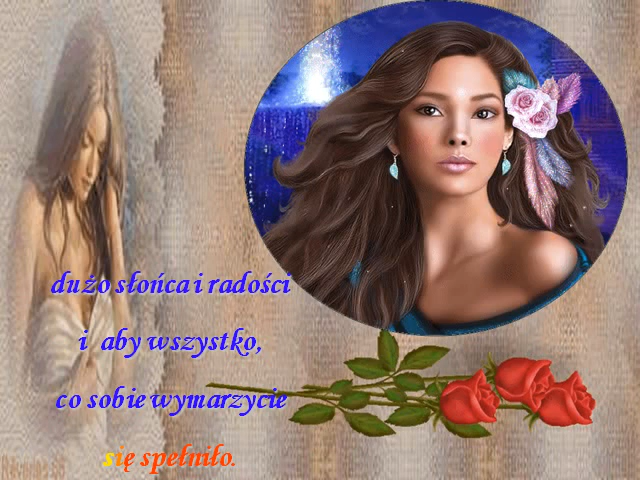 dużo słońca i radości
i aby wszystko,
co sobie wymarzycie
się spełniło.